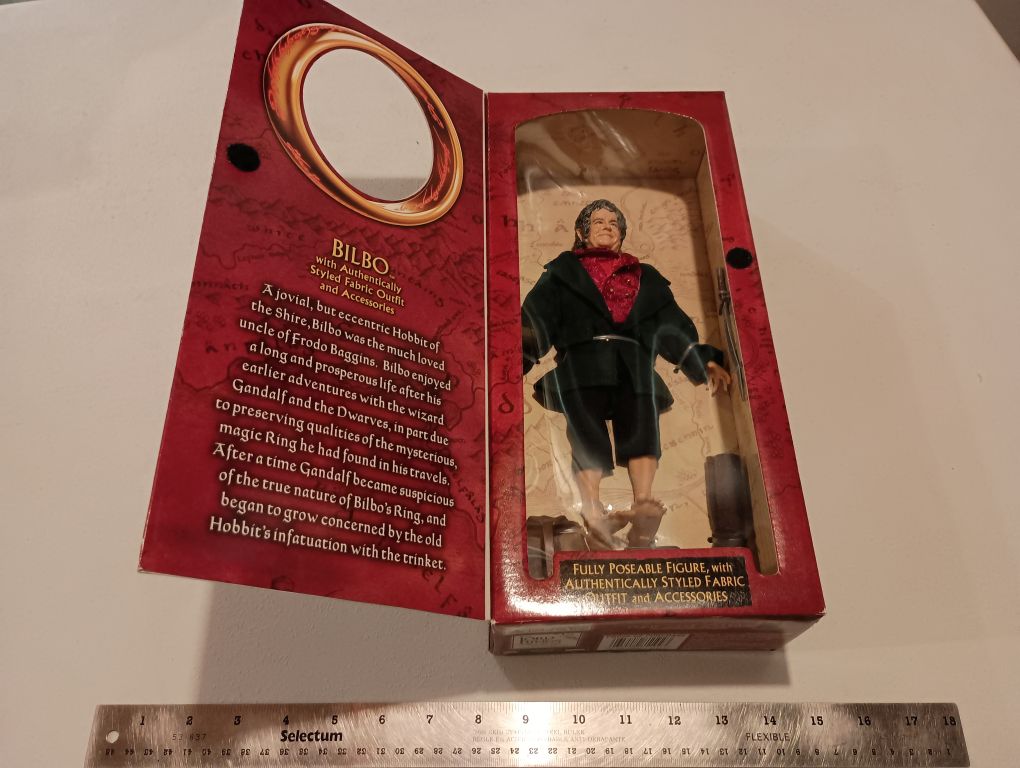 BILBO
with Authentically
Styled Fabric Outfit
and Accessories
A jovial, but eccentric Hobbit of
the Shire, Bilbo was the much loved
uncle of Frodo Baggins. Bilbo enjoyed
a long and prosperous life after his
earlier adventures with the wizard
Gandalf and the Dwarves, in part due
to preserving qualities of the mysterious,
magic Ring he had found in his travels.
After a time Gandalf became suspicious
of the true nature of Bilbo's Ring, and
began to grow concerned by the old
Hobbit's infatuation with the trinket.
FULLY POSEABLE FIGURE, with
AUTHENTICALLY STYLED FABRIC
OUTFIT and ACCESSORIES
1 2 3 4 5 6 7 8 9 10 11 12 13 14 15 16 17 18
Selectum
FLEXIBLE